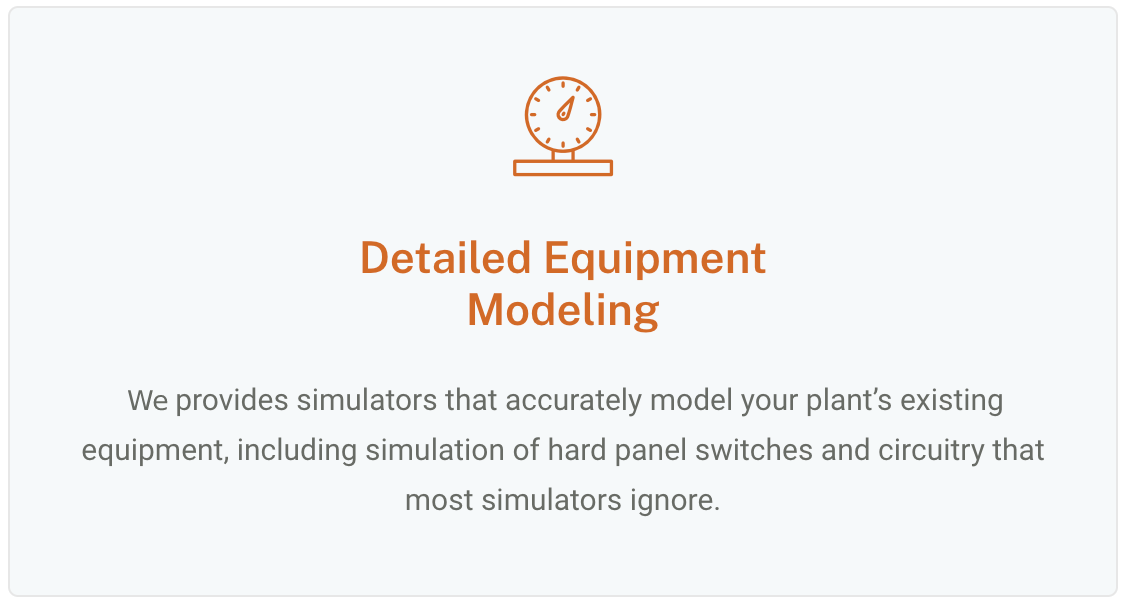 Detailed Equipment
Modeling
We provides simulators that accurately model your plant’s existing
equipment, including simulation of hard panel switches and circuitry that
most simulators ignore.